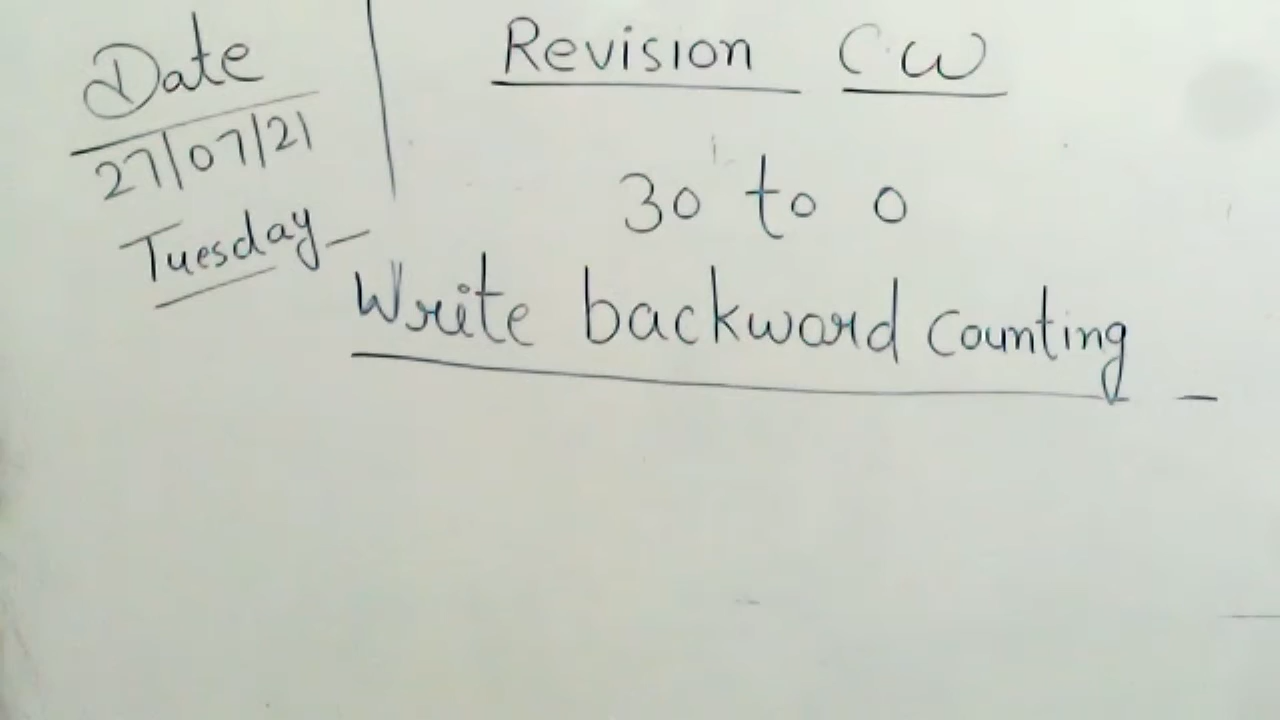 Date
27/07/21
Tuesday
Revision CW
30 to 0
Write backward counting